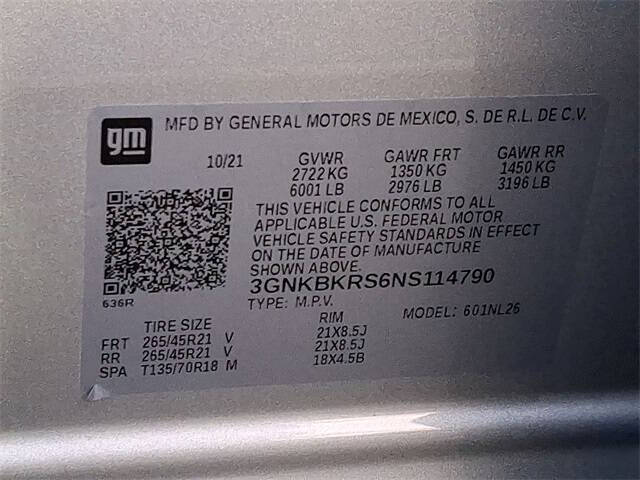 gm
MFD BY GENERAL MOTORS DE MEXICO, S. DE R.L. DE C.V.
10/21 GVWR GAWR FRT GAWR RR
2722 KG 1350 KG 1450 KG
6001 LB 2976 LB 3196 LB
THIS VEHICLE CONFORMS TO ALL
APPLICABLE U.S. FEDERAL MOTOR
VEHICLE SAFETY STANDARDS IN EFFECT
ON THE DATE OF MANUFACTURE
SHOWN ABOVE.
636R
3GNKBKRS6NS114790
TYPE: M.P.V. MODEL: 601NL26
TIRE SIZE RIM
FRT 265/45R21 V 21X8.5J
RR 265/45R21 V 21X8.5J
SPA T135/70R18 M 18X4.5B